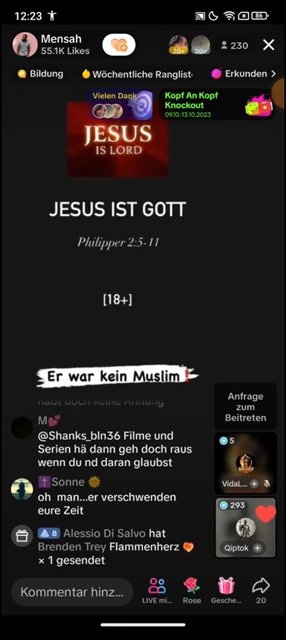 12:23
86
Mensah
55.1K Likes
20+
20+
230
Bildung
Wöchentliche Rangliste
Erkunden
Vielen Dank
Kopf An Kopf
Knockout
09.10-13.10.2023
JESUS
IS LORD
JESUS IST GOTT
Philipper 2:5-11
[18+]
Er war kein Muslim!
habt doch keine Ahnung
Anfrage
zum
Beitreten
M💕
@Shanks_bln36 Filme und
Serien hä dann geh doch raus
wenn du nd daran glaubst
5
VidaL...
✝️Sonne🌞
oh man...er verschwenden
eure Zeit
293
Qiptok
8 Alessio Di Salvo hat
Brenden Trey Flammenherz
× 1 gesendet
Kommentar hinz...
LIVE mi...
Rose
Gesche...
20